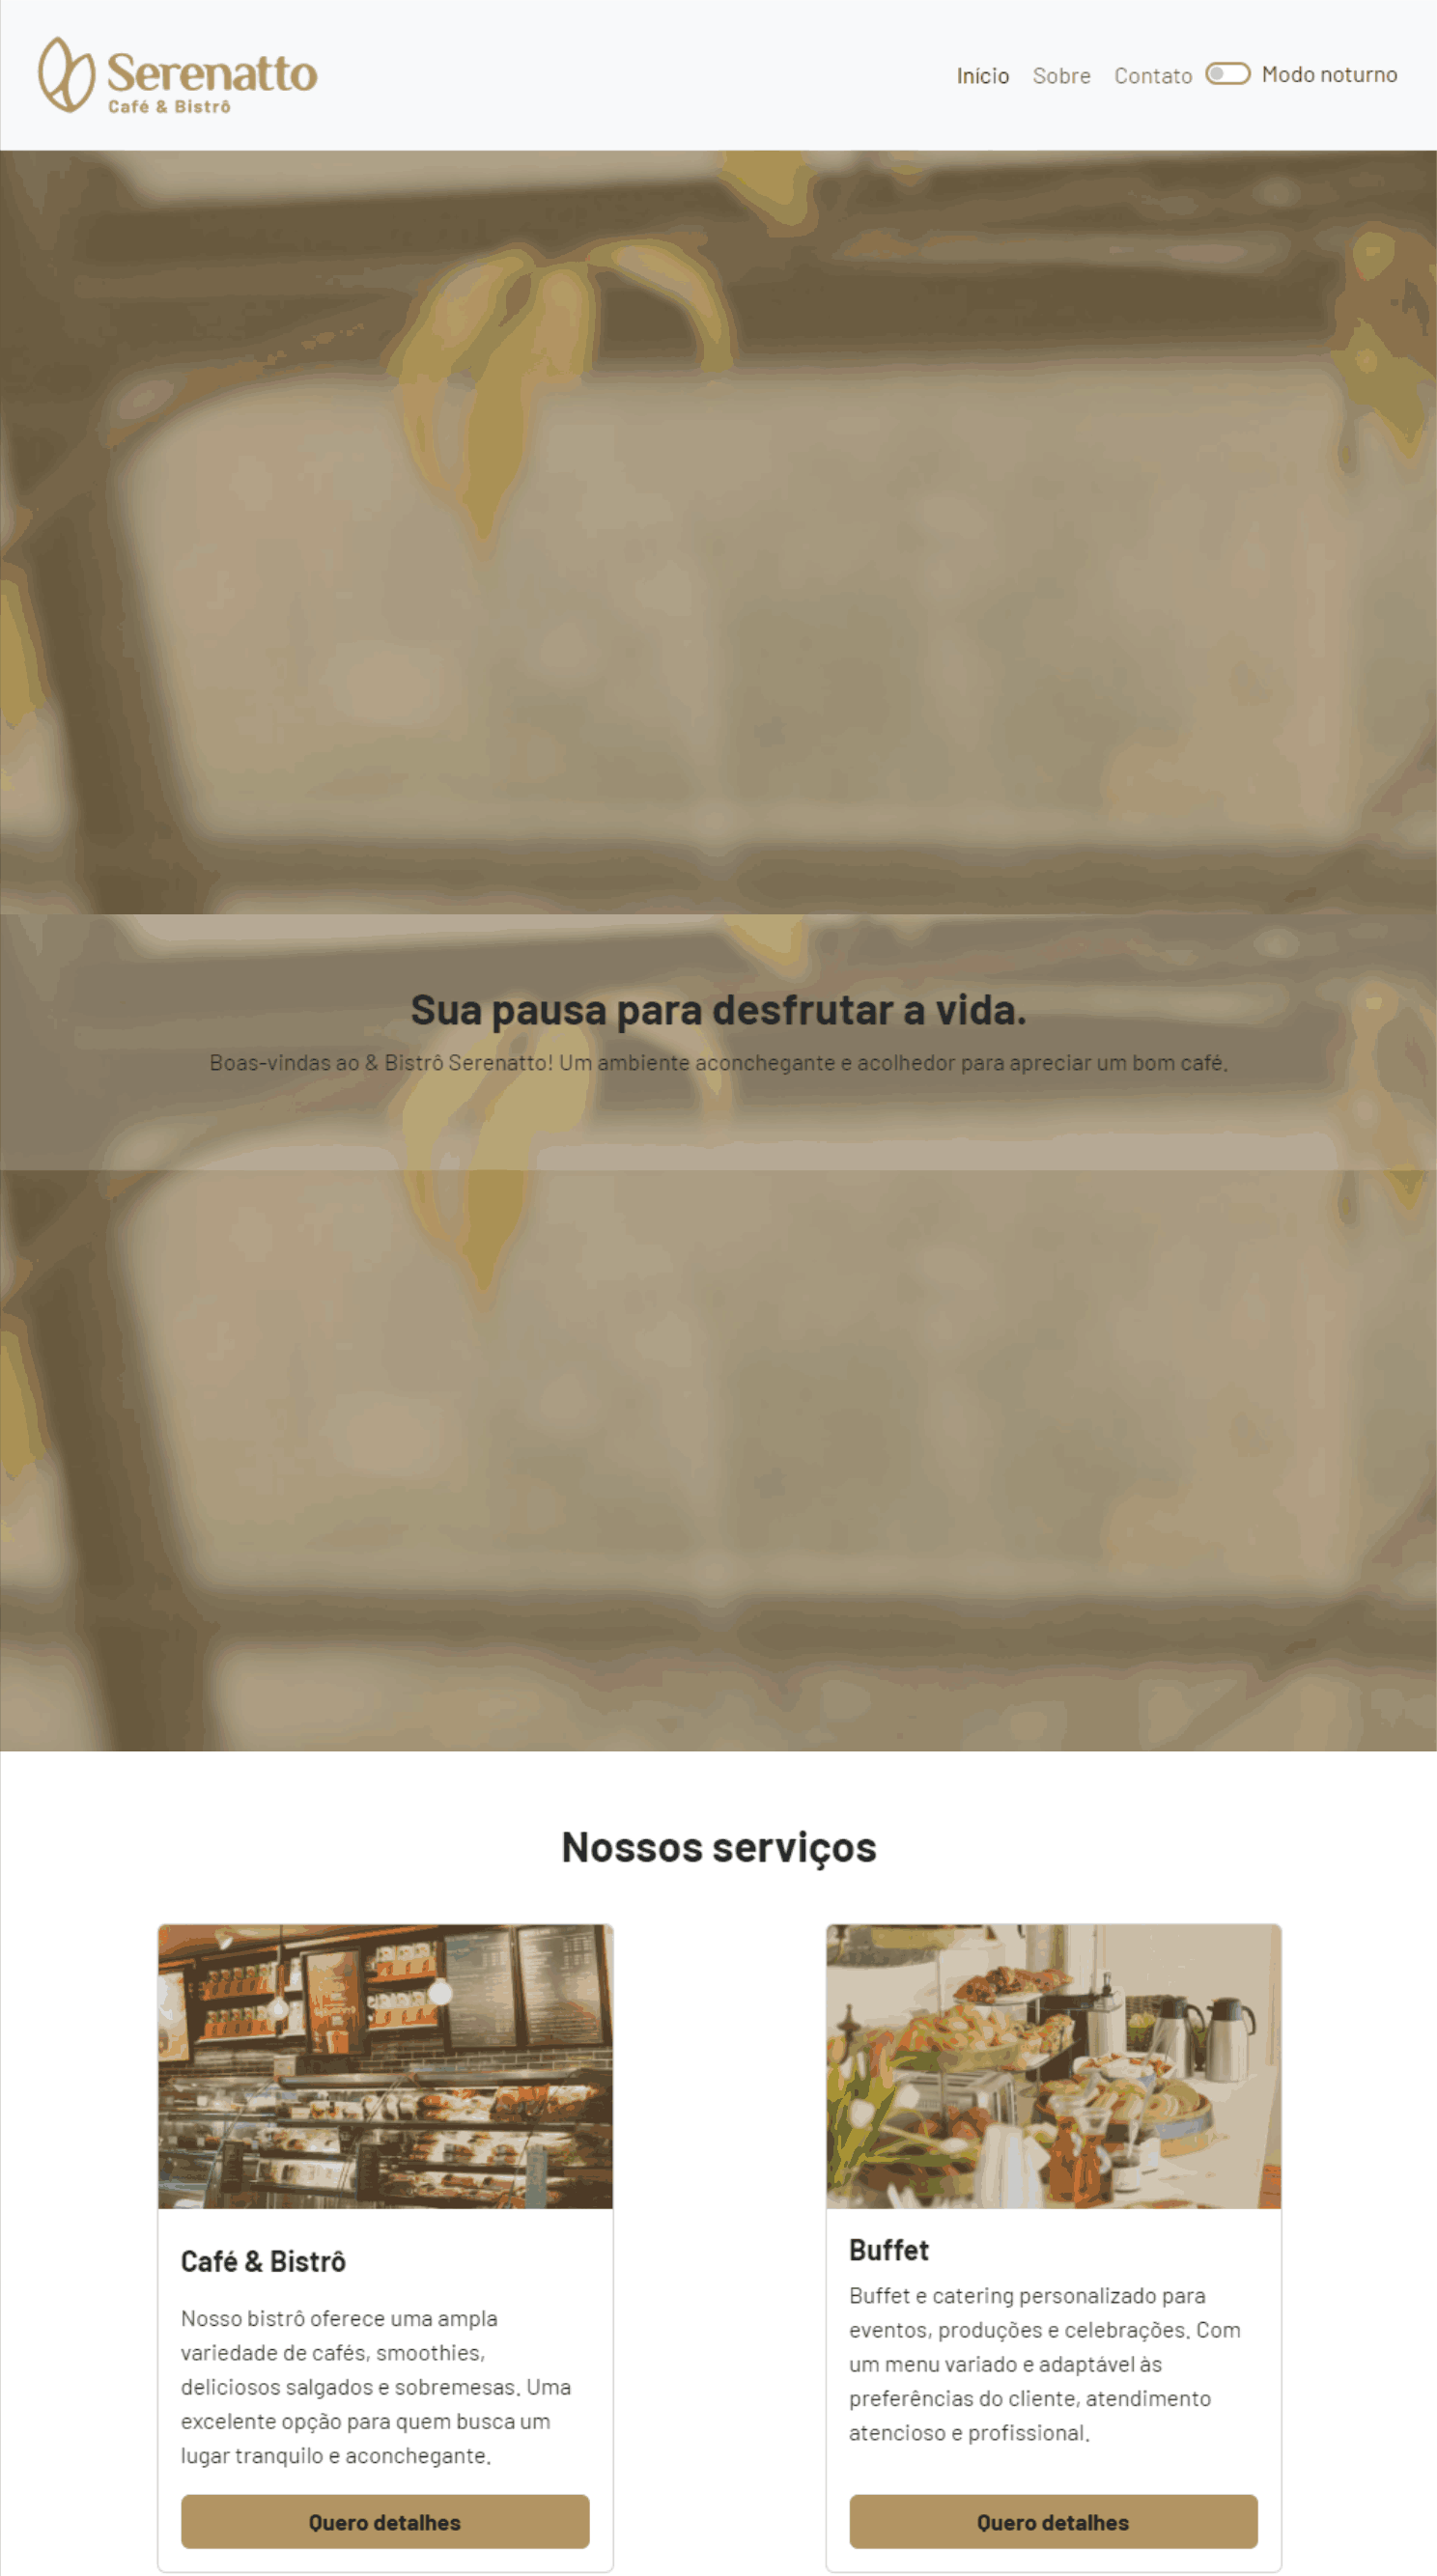 Serenatto
Café & Bistrô
Início Sobre Contato Modo noturno
Sua pausa para desfrutar a vida.
Boas-vindas ao & Bistrô Serenatto! Um ambiente aconchegante e acolhedor para apreciar um bom café.
Nossos serviços
Café & Bistrô
Nosso bistrô oferece uma ampla
variedade de cafés, smoothies,
deliciosos salgados e sobremesas. Uma
excelente opção para quem busca um
lugar tranquilo e aconchegante.
Quero detalhes
Buffet
Buffet e catering personalizado para
eventos, produções e celebrações. Com
um menu variado e adaptável às
preferências do cliente, atendimento
atencioso e profissional.
Quero detalhes